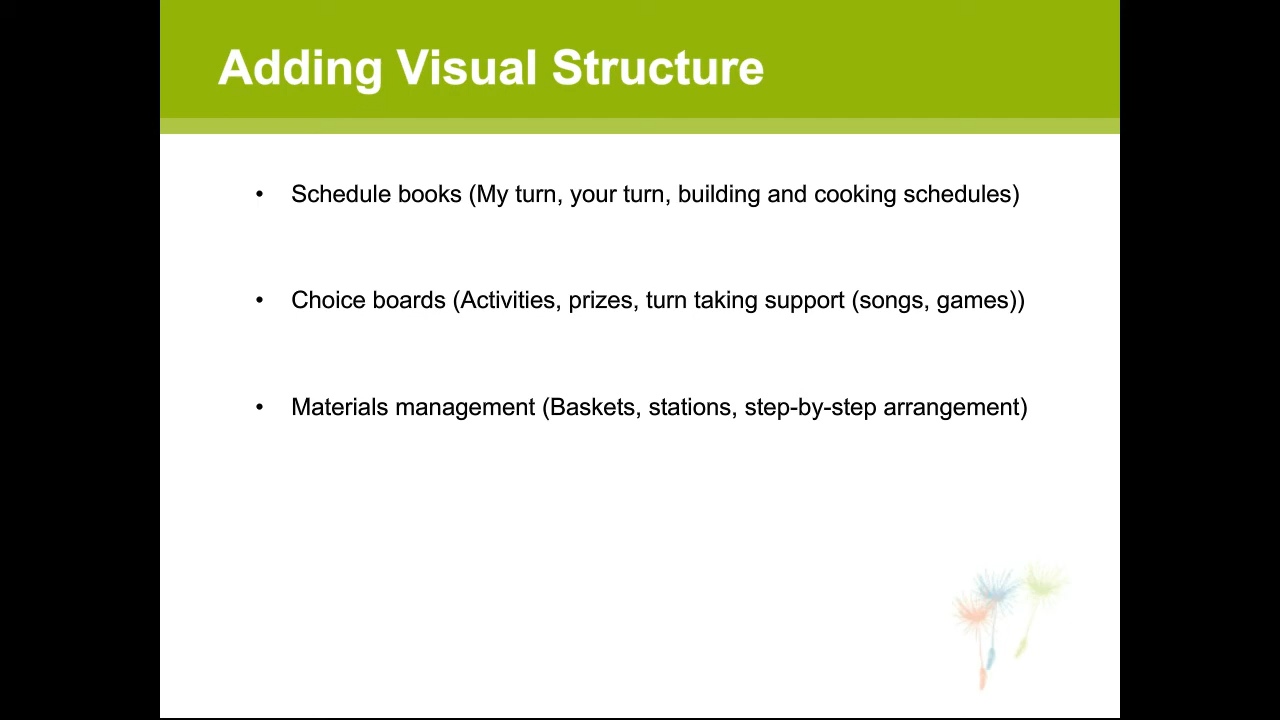 Adding Visual Structure
• Schedule books (My turn, your turn, building and cooking schedules)
• Choice boards (Activities, prizes, turn taking support (songs, games))
• Materials management (Baskets, stations, step-by-step arrangement)